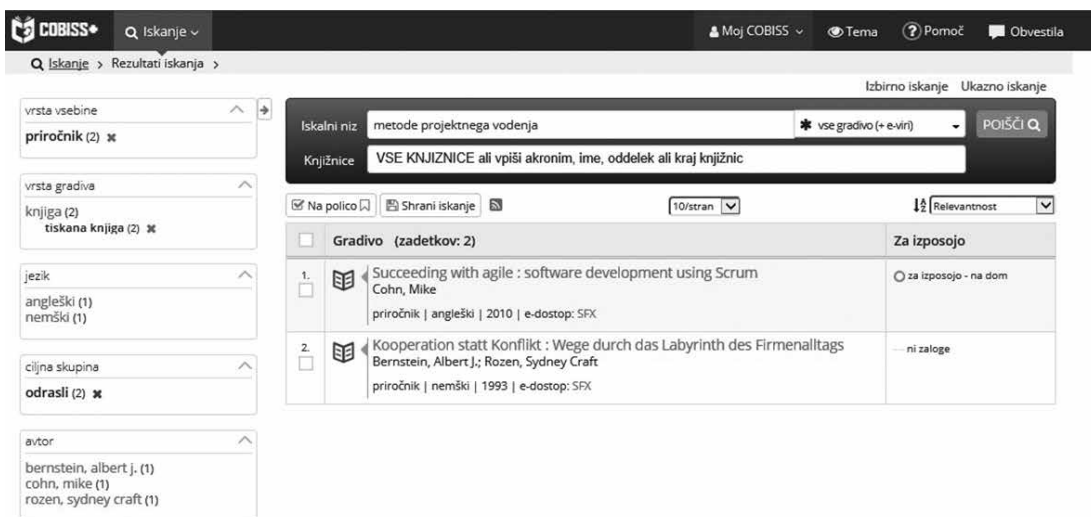 COBISS+ Iskanje Moj COBISS Tema ? Pomoč Obvestila
Iskanje > Rezultati iskanja >
Izbirno iskanje Ukazno iskanje
vrsta vsebine
priročnik (2) ✖
vrsta gradiva
knjiga (2)
tiskana knjiga (2) ✖
jezik
angleški (1)
nemški (1)
ciljna skupina
odrasli (2) ✖
avtor
bernstein, albert j. (1)
cohn, mike (1)
rozen, sydney craft (1)
Iskalni niz metode projektnega vodenja ✱ vse gradivo (+ e-viri) POIŠČI
Knjižnice VSE KNJIZNICE ali vpiši akronim, ime, oddelek ali kraj knjižnic
Na polico Shrani iskanje 10/stran Relevantnost
Gradivo (zadetkov: 2) Za izposojo
1. Succeeding with agile : software development using Scrum
Cohn, Mike za izposojo - na dom
priročnik | angleški | 2010 | e-dostop: SFX
2. Kooperation statt Konflikt : Wege durch das Labyrinth des Firmenalltags
Bernstein, Albert J.; Rozen, Sydney Craft ni zaloge
priročnik | nemški | 1993 | e-dostop: SFX